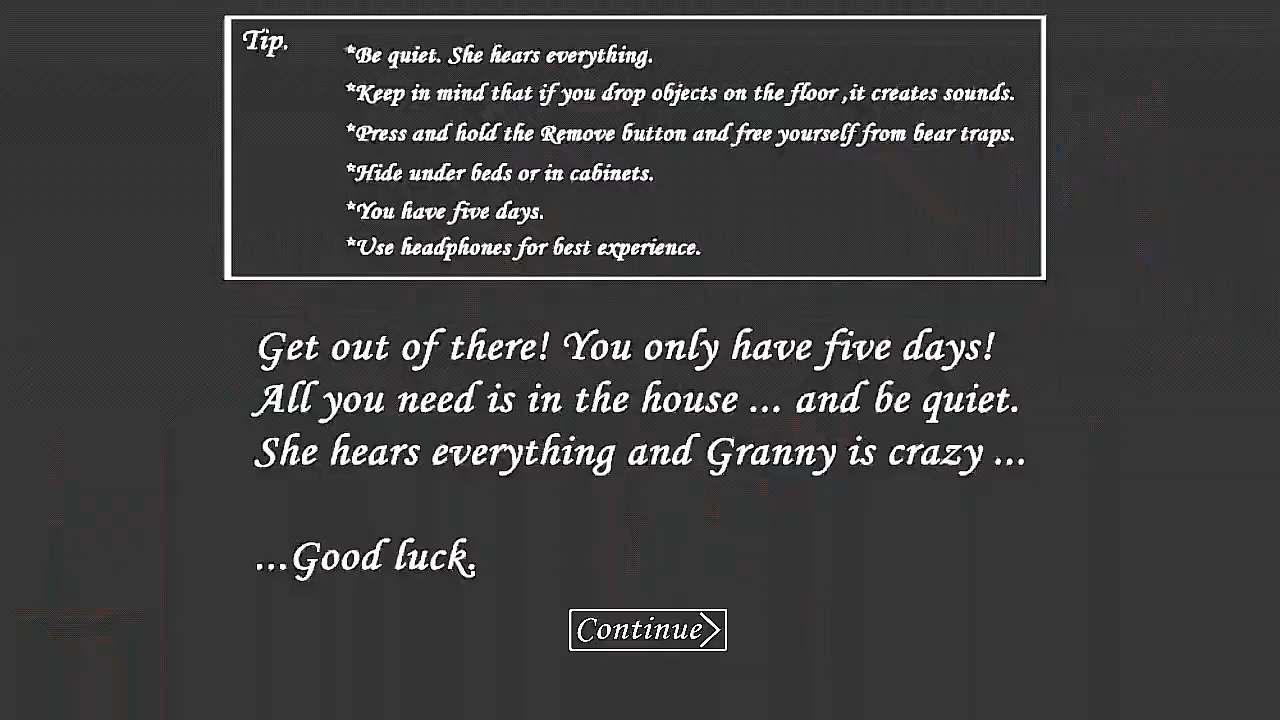 Tip.
*Be quiet. She hears everything.
*Keep in mind that if you drop objects on the floor ,it creates sounds.
*Press and hold the Remove button and free yourself from bear traps.
*Hide under beds or in cabinets.
*You have five days.
*Use headphones for best experience.
Get out of there! You only have five days!
All you need is in the house ... and be quiet.
She hears everything and Granny is crazy ...
...Good luck.
Continue>